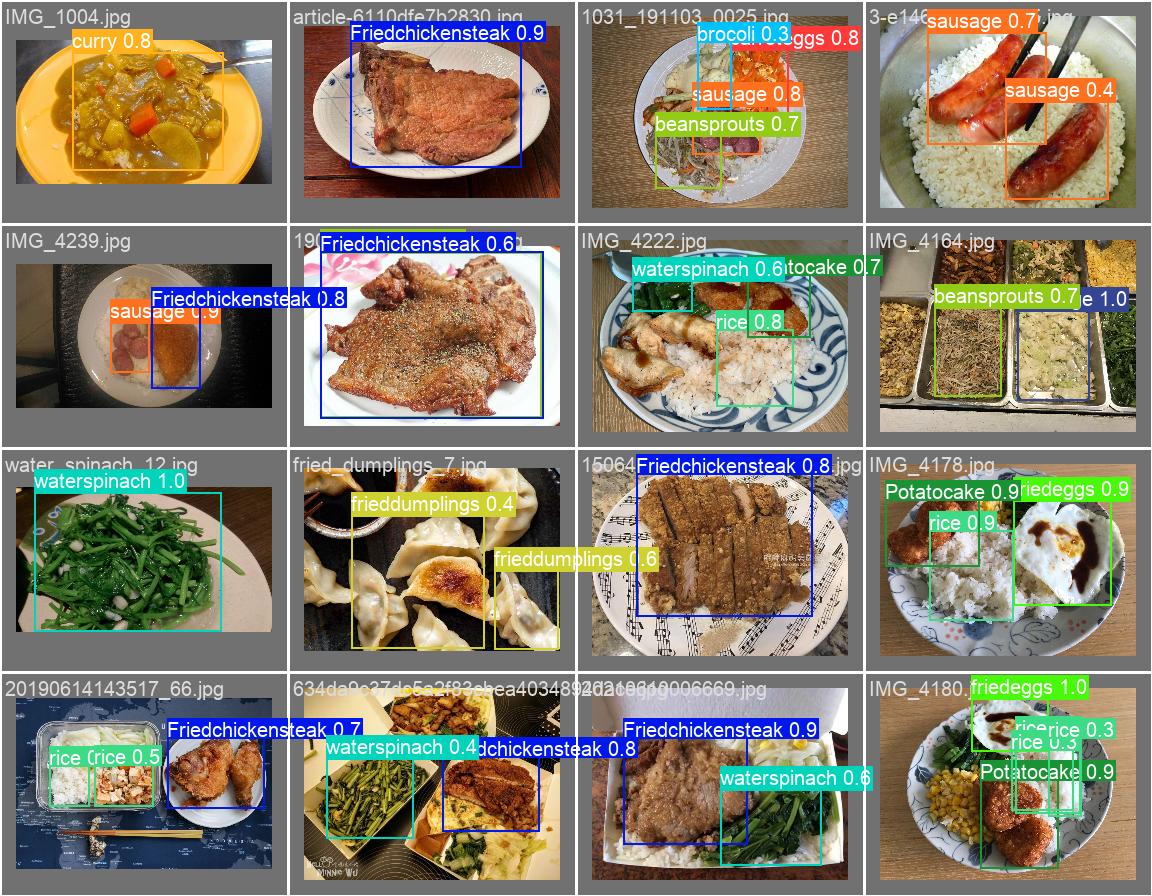 IMG_1004.jpg
curry 0.8
article-6110dfe7b2830.jpg
Friedchickensteak 0.9
1031_191103_0025.jpg
brocoli 0.3
eggs 0.8
sausage 0.8
beansprouts 0.7
sausage 0.7
sausage 0.4
IMG_4239.jpg
Friedchickensteak 0.8
sausage 0.9
Friedchickensteak 0.6
IMG_4222.jpg
waterspinach 0.6
tocake 0.7
rice 0.8
IMG_4164.jpg
beansprouts 0.7
e 1.0
water_spinach_12.jpg
waterspinach 1.0
fried_dumplings_7.jpg
frieddumplings 0.4
frieddumplings 0.6
15064
.jpg
Friedchickensteak 0.8
IMG_4178.jpg
Potatocake 0.9
riedeggs 0.9
rice 0.9
20190614143517_66.jpg
Friedchickensteak 0.7
rice
rice 0.5
waterspinach 0.4
dchickensteak 0.8
Friedchickensteak 0.9
waterspinach 0.6
IMG_4180.jpg
friedeggs 1.0
rice 0.3
rice 0.3
Potatocake 0.9